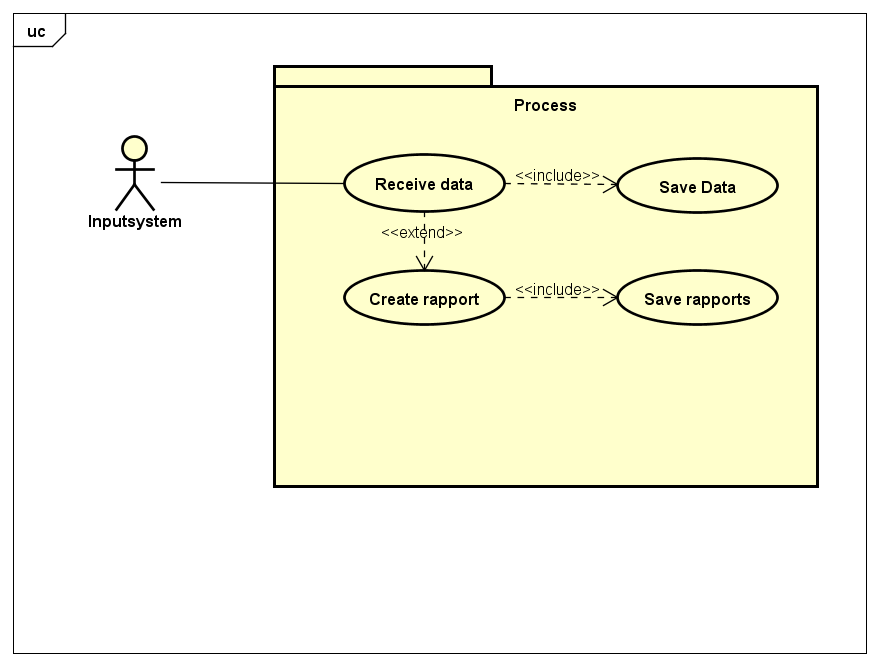 uc
Process
Receive data
<<include>>
Save Data
Inputsystem
<<extend>>
Create rapport
<<include>>
Save rapports